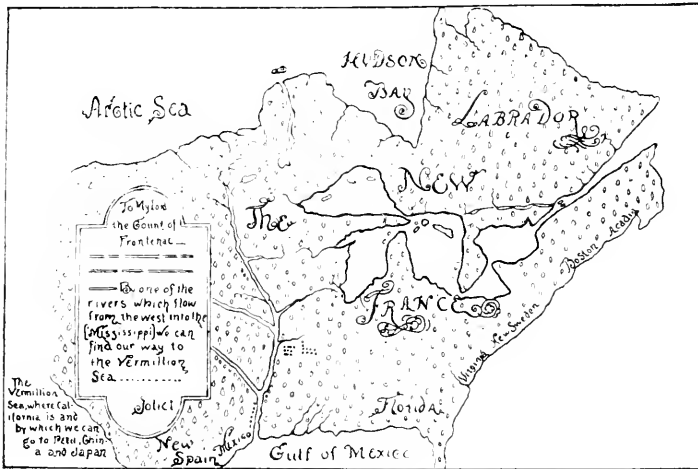 HUDSON
BAY
Arctic Sea
LABRADOR
NEW
THE
FRANCE
To Mylord
the Count of
Frontenac
By one of the
rivers which flow
from the west into the
(Mississippi) we can
find our way to
the Vermillion
Sea..........
Joliet
The
Vermillion
Sea, where Cal-
ifornia is and
by which we can
go to Peru, Chin-
a and Japan
New
Spain
Mexico
Gulf of Mexico
Florida
Virginia
New Sweden
Boston
Acadia